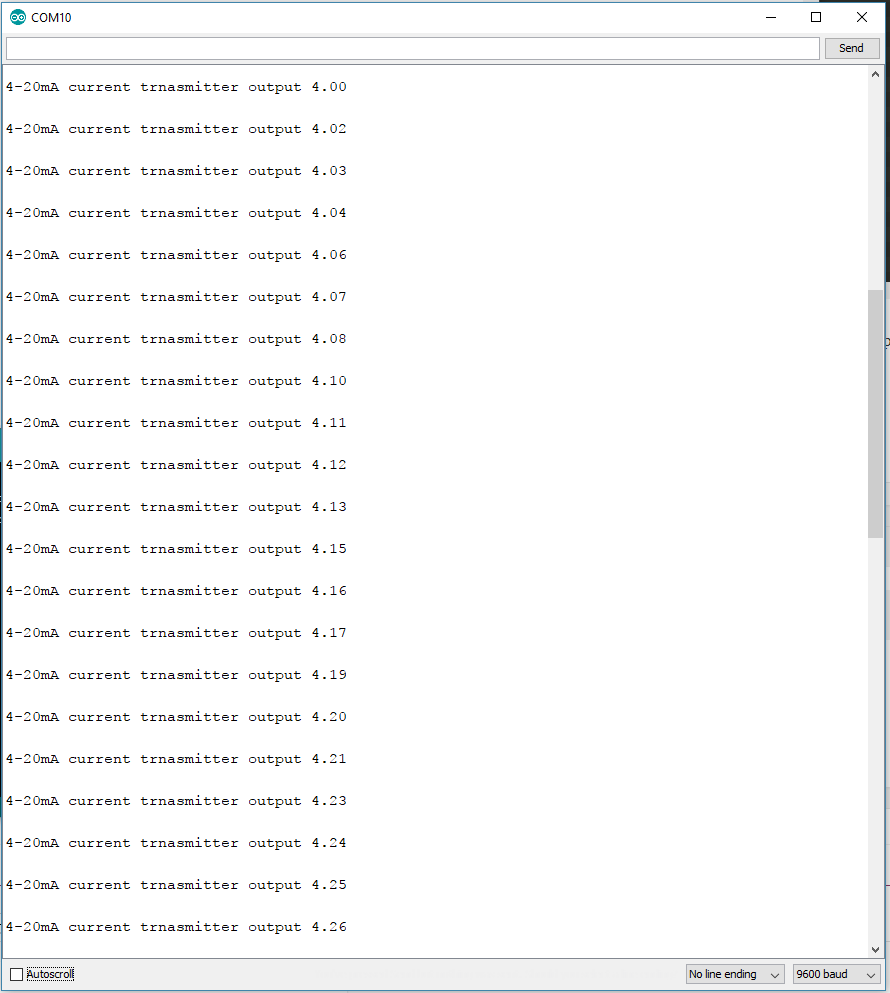 COM10
Send
4-20mA current trnasmitter output 4.00
4-20mA current trnasmitter output 4.02
4-20mA current trnasmitter output 4.03
4-20mA current trnasmitter output 4.04
4-20mA current trnasmitter output 4.06
4-20mA current trnasmitter output 4.07
4-20mA current trnasmitter output 4.08
4-20mA current trnasmitter output 4.10
4-20mA current trnasmitter output 4.11
4-20mA current trnasmitter output 4.12
4-20mA current trnasmitter output 4.13
4-20mA current trnasmitter output 4.15
4-20mA current trnasmitter output 4.16
4-20mA current trnasmitter output 4.17
4-20mA current trnasmitter output 4.19
4-20mA current trnasmitter output 4.20
4-20mA current trnasmitter output 4.21
4-20mA current trnasmitter output 4.23
4-20mA current trnasmitter output 4.24
4-20mA current trnasmitter output 4.25
4-20mA current trnasmitter output 4.26
Autoscroll No line ending 9600 baud